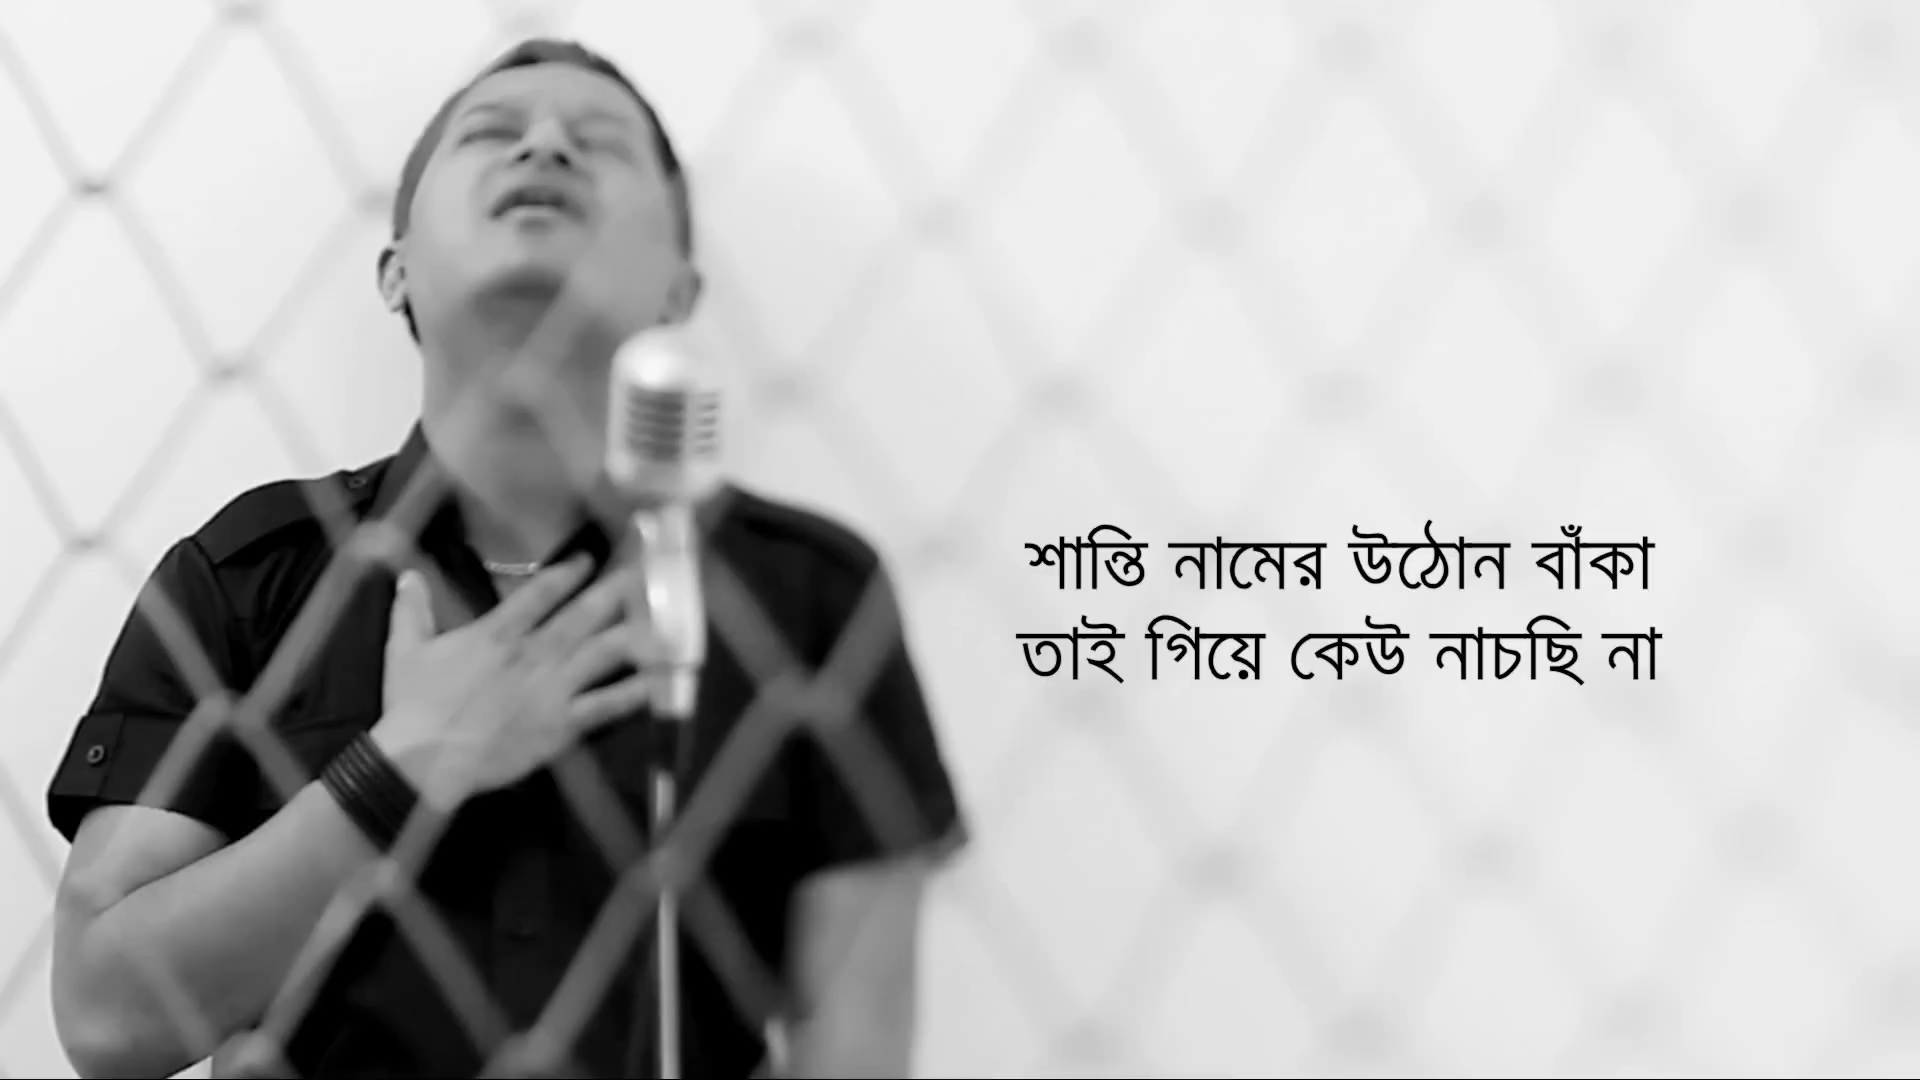 শান্তি নামের উঠোন বাঁকা
তাই গিয়ে কেউ নাচছি না